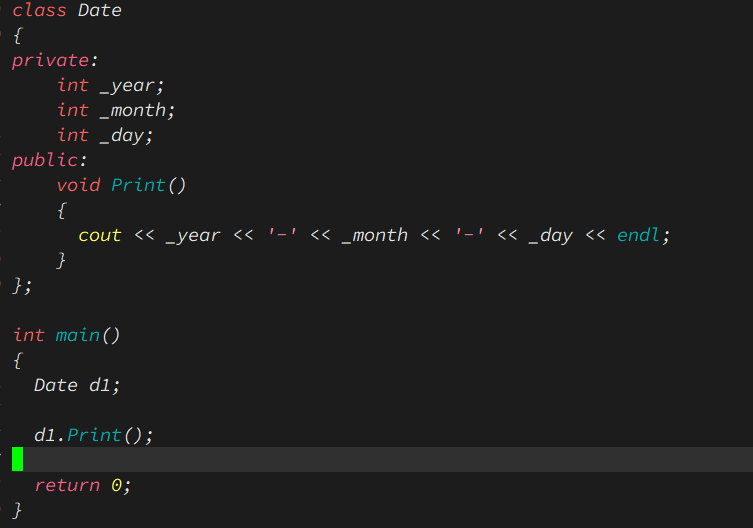 class Date
{
private:
    int _year;
    int _month;
    int _day;
public:
    void Print()
    {
      cout << _year << '-' << _month << '-' << _day << endl;
    }
};

int main()
{
  Date d1;

  d1.Print();

  return 0;
}